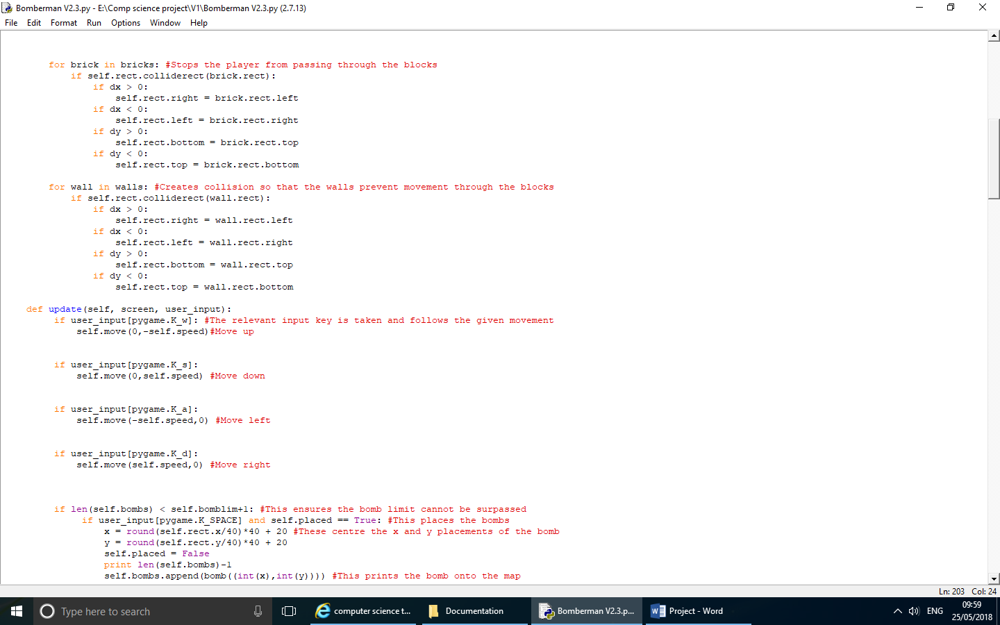 Bomberman V2.3.py - E:\Comp science project\V1\Bomberman V2.3.py (2.7.13)
File Edit Format Run Options Window Help
for brick in bricks: #Stops the player from passing through the blocks
if self.rect.colliderect(brick.rect):
if dx > 0:
self.rect.right = brick.rect.left
if dx < 0:
self.rect.left = brick.rect.right
if dy > 0:
self.rect.bottom = brick.rect.top
if dy < 0:
self.rect.top = brick.rect.bottom
for wall in walls: #Creates collision so that the walls prevent movement through the blocks
if self.rect.colliderect(wall.rect):
if dx > 0:
self.rect.right = wall.rect.left
if dx < 0:
self.rect.left = wall.rect.right
if dy > 0:
self.rect.bottom = wall.rect.top
if dy < 0:
self.rect.top = wall.rect.bottom
def update(self, screen, user_input):
if user_input[pygame.K_w]: #The relevant input key is taken and follows the given movement
self.move(0,-self.speed)#Move up
if user_input[pygame.K_s]:
self.move(0,self.speed) #Move down
if user_input[pygame.K_a]:
self.move(-self.speed,0) #Move left
if user_input[pygame.K_d]:
self.move(self.speed,0) #Move right
if len(self.bombs) < self.bomblim+1: #This ensures the bomb limit cannot be surpassed
if user_input[pygame.K_SPACE] and self.placed == True: #This places the bombs
x = round(self.rect.x/40)*40 + 20 #These centre the x and y placements of the bomb
y = round(self.rect.y/40)*40 + 20
self.placed = False
print len(self.bombs)-1
self.bombs.append(bomb((int(x),int(y)))) #This prints the bomb onto the map
Ln: 203 Col: 24
Type here to search
computer science t...
Documentation
Bomberman V2.3.p...
Project - Word
ENG
09:59
25/05/2018